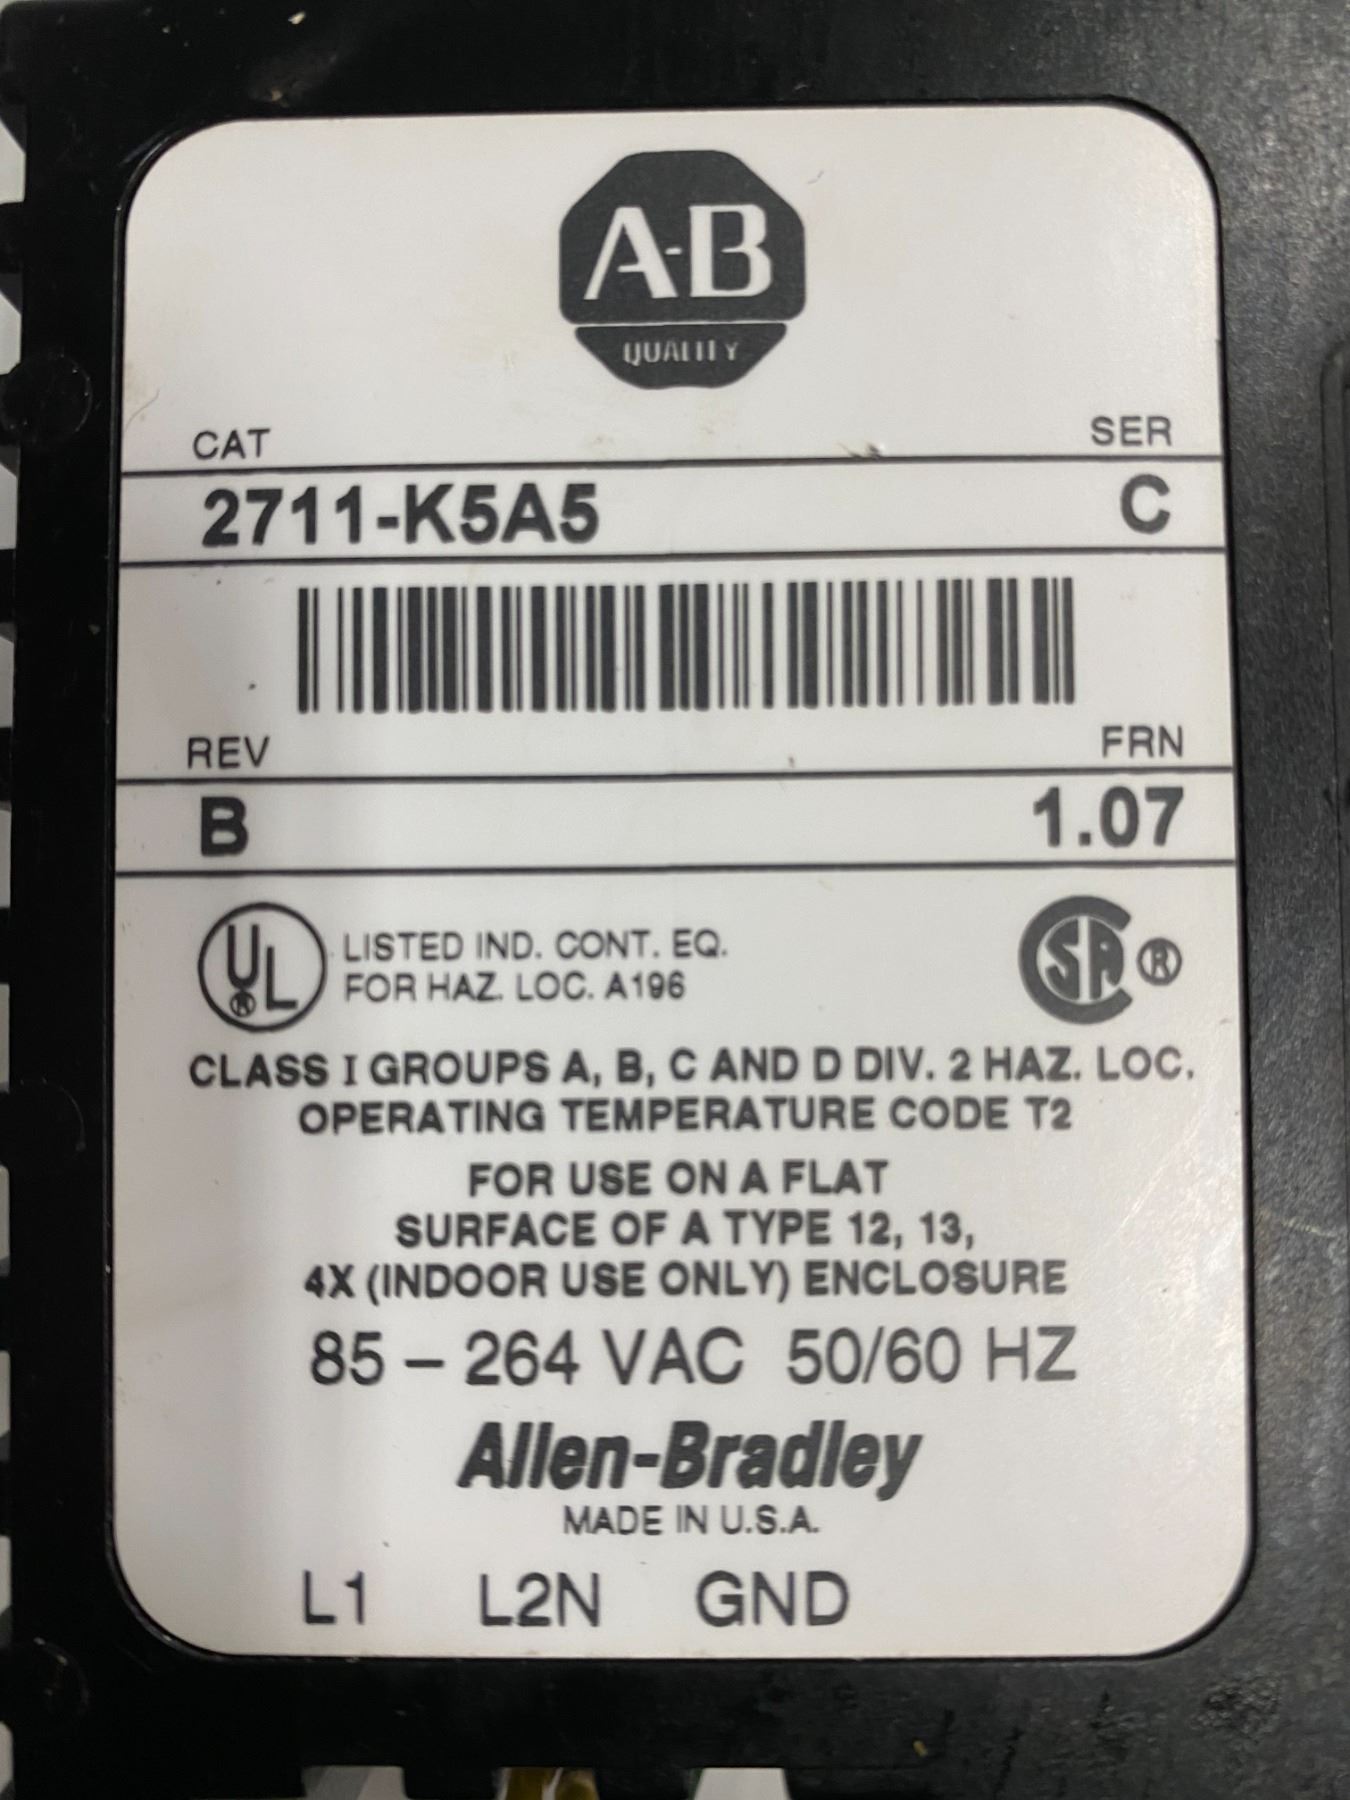 A-B
QUALITY
CAT SER
2711-K5A5 C
REV FRN
B 1.07
UL® LISTED IND. CONT. EQ.
FOR HAZ. LOC. A196
SA ®
CLASS I GROUPS A, B, C AND D DIV. 2 HAZ. LOC.
OPERATING TEMPERATURE CODE T2
FOR USE ON A FLAT
SURFACE OF A TYPE 12, 13,
4X (INDOOR USE ONLY) ENCLOSURE
85 – 264 VAC 50/60 HZ
Allen-Bradley
MADE IN U.S.A.
L1 L2N GND